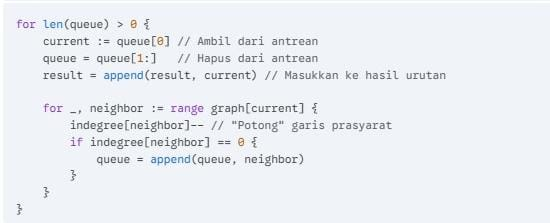 for len(queue) > 0 {
    current := queue[0] // Ambil dari antrean
    queue = queue[1:]   // Hapus dari antrean
    result = append(result, current) // Masukkan ke hasil urutan

    for _, neighbor := range graph[current] {
        indegree[neighbor]-- // "Potong" garis prasyarat
        if indegree[neighbor] == 0 {
            queue = append(queue, neighbor)
        }
    }
}